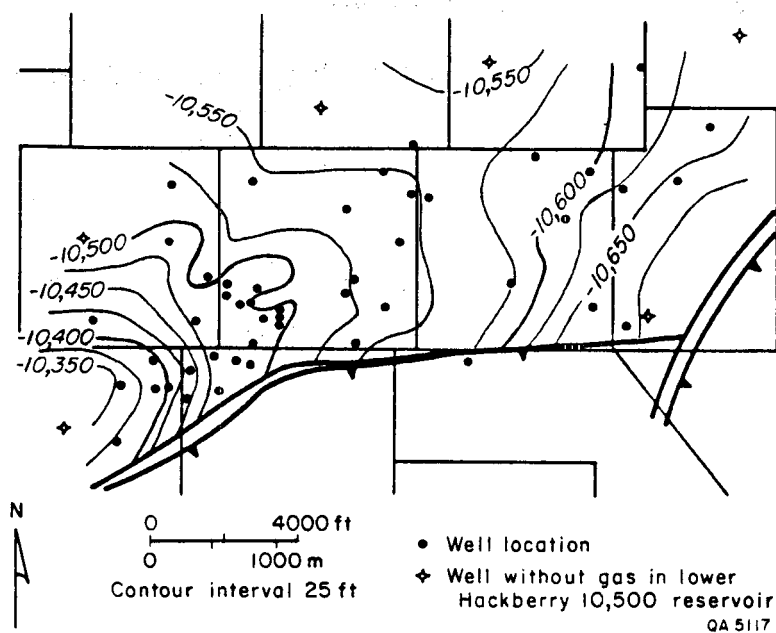 -10,550
-10,550
-10,600
-10,500
-10,650
-10,450
-10,400
-10,350
N
0 4000 ft
0 1000 m
Contour interval 25 ft
Well location
Well without gas in lower
Hackberry 10,500 reservoir
QA 5117